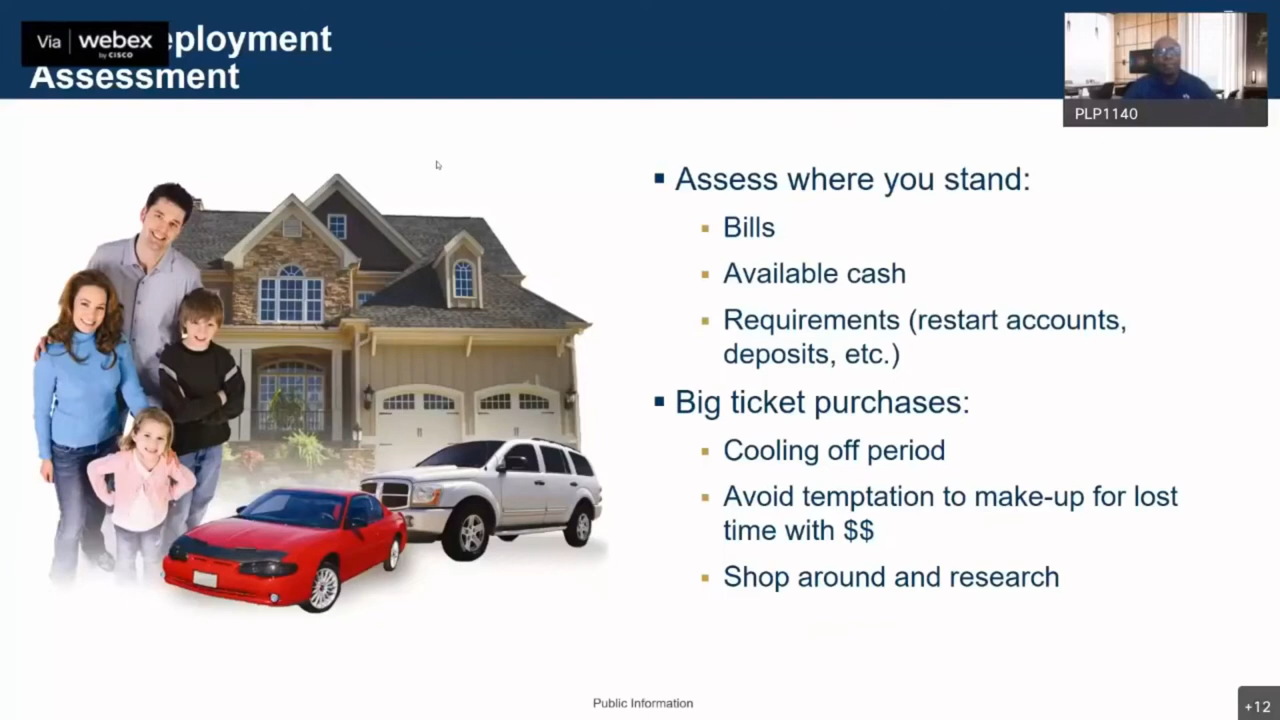 Via webex
by CISCO
eployment
Assessment
PLP1140
▪ Assess where you stand:
▪ Bills
▪ Available cash
▪ Requirements (restart accounts,
deposits, etc.)
▪ Big ticket purchases:
▪ Cooling off period
▪ Avoid temptation to make-up for lost
time with $$
▪ Shop around and research
Public Information
+12